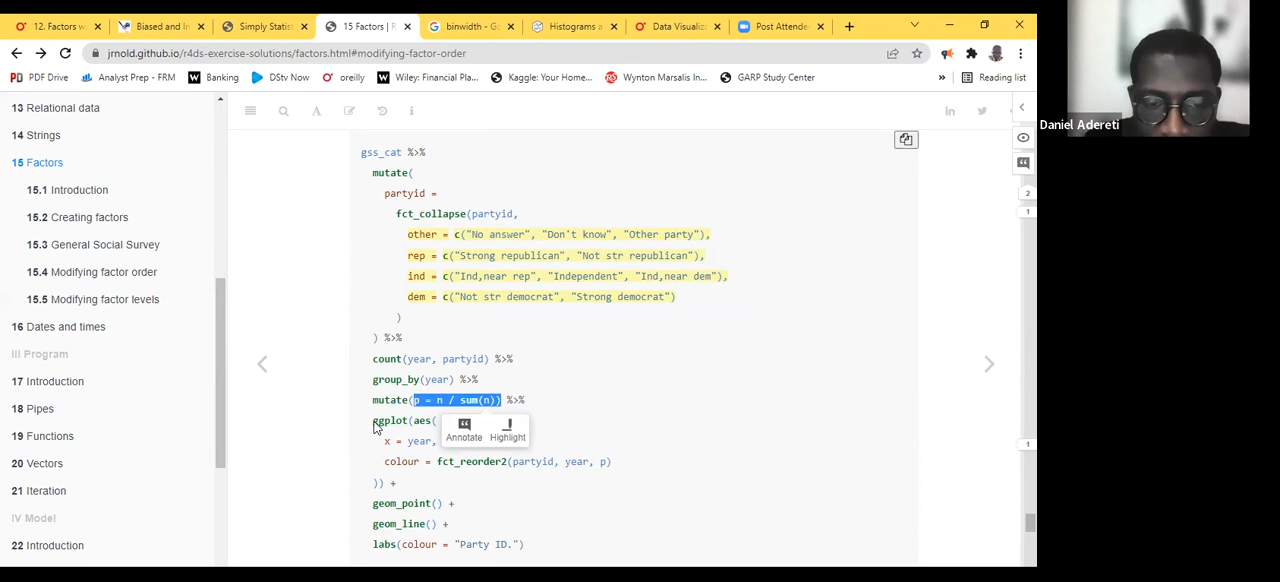 12. Factors w
Biased and In
Simply Statist
15 Factors | R
binwidth - Go
Histograms a
Data Visualiz
Post Attende
jrnold.github.io/r4ds-exercise-solutions/factors.html#modifying-factor-order
PDF Drive
Analyst Prep - FRM
Banking
DStv Now
oreilly
Wiley: Financial Pla...
Kaggle: Your Home...
Wynton Marsalis In...
GARP Study Center
»
Reading list
Daniel Adereti
13 Relational data
14 Strings
15 Factors
15.1 Introduction
15.2 Creating factors
15.3 General Social Survey
15.4 Modifying factor order
15.5 Modifying factor levels
16 Dates and times
III Program
17 Introduction
18 Pipes
19 Functions
20 Vectors
21 Iteration
IV Model
22 Introduction
gss_cat %>%
mutate(
partyid =
fct_collapse(partyid,
other = c("No answer", "Don't know", "Other party"),
rep = c("Strong republican", "Not str republican"),
ind = c("Ind,near rep", "Independent", "Ind,near dem"),
dem = c("Not str democrat", "Strong democrat")
)
) %>%
count(year, partyid) %>%
group_by(year) %>%
mutate(p = n / sum(n)) %>%
ggplot(aes(
x = year,
colour = fct_reorder2(partyid, year, p)
)) +
geom_point() +
geom_line() +
labs(colour = "Party ID.")
Annotate
Highlight
2
1
1